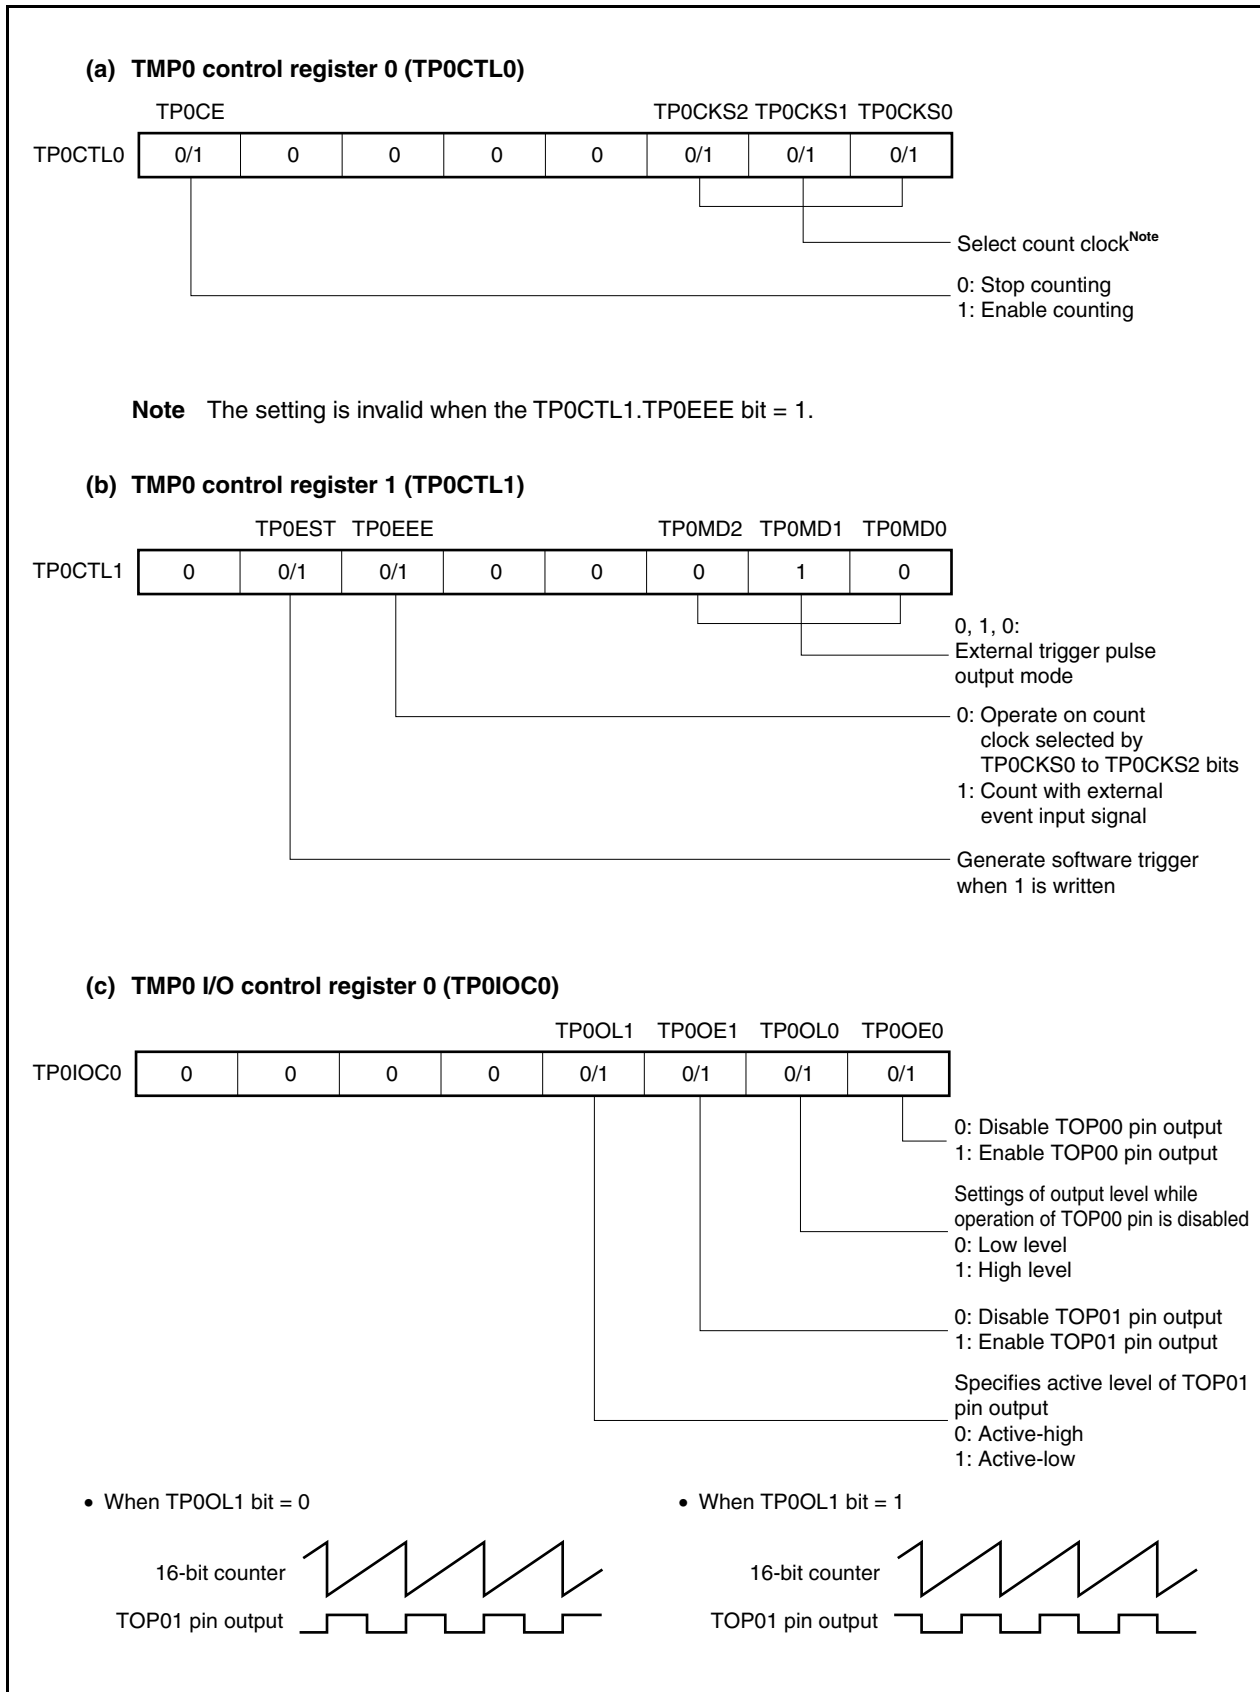 (a) TMP0 control register 0 (TP0CTL0)
TP0CE TP0CKS2 TP0CKS1 TP0CKS0
TP0CTL0 0/1 0 0 0 0 0/1 0/1 0/1
Select count clockNote
0: Stop counting
1: Enable counting
Note The setting is invalid when the TP0CTL1.TP0EEE bit = 1.
(b) TMP0 control register 1 (TP0CTL1)
TP0EST TP0EEE TP0MD2 TP0MD1 TP0MD0
TP0CTL1 0 0/1 0/1 0 0 0 1 0
0, 1, 0:
External trigger pulse
output mode
0: Operate on count
clock selected by
TP0CKS0 to TP0CKS2 bits
1: Count with external
event input signal
Generate software trigger
when 1 is written
(c) TMP0 I/O control register 0 (TP0IOC0)
TP0OL1 TP0OE1 TP0OL0 TP0OE0
TP0IOC0 0 0 0 0 0/1 0/1 0/1 0/1
0: Disable TOP00 pin output
1: Enable TOP00 pin output
Settings of output level while
operation of TOP00 pin is disabled
0: Low level
1: High level
0: Disable TOP01 pin output
1: Enable TOP01 pin output
Specifies active level of TOP01
pin output
0: Active-high
1: Active-low
• When TP0OL1 bit = 0
16-bit counter
TOP01 pin output
• When TP0OL1 bit = 1
16-bit counter
TOP01 pin output